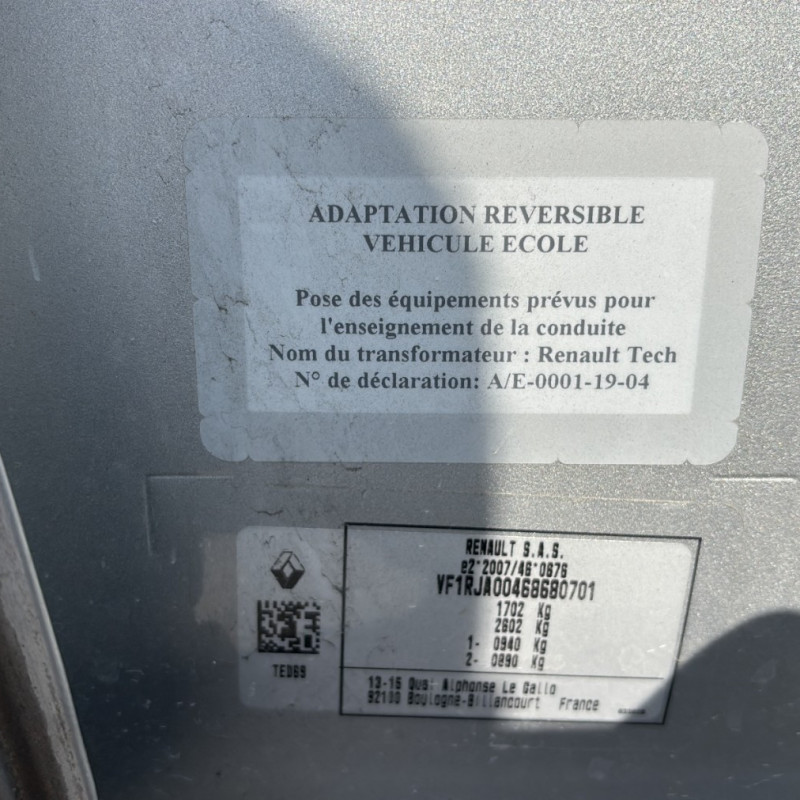 ADAPTATION REVERSIBLE
VEHICULE ECOLE
Pose des équipements prévus pour
l'enseignement de la conduite
Nom du transformateur : Renault Tech
N° de déclaration: A/E-0001-19-04
RENAULT S.A.S.
e2*2007/46*0676
VF1RJA00468680701
1702 Kg
2602 Kg
1- 0940 Kg
2- 0890 Kg
TED69
13-15 Quai Alphonse Le Gallo
92100 Boulogne-Billancourt France